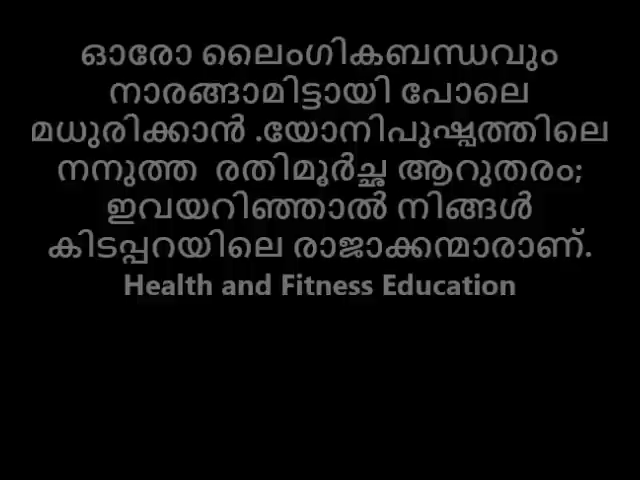 ഓരോ ലൈംഗികബന്ധവും
നാരങ്ങാമിട്ടായി പോലെ
മധുരിക്കാൻ .യോനിപുഷ്പത്തിലെ
നനുത്ത രതിമൂർച്ഛ ആറുതരം;
ഇവയറിഞ്ഞാൽ നിങ്ങൾ
കിടപ്പറയിലെ രാജാക്കന്മാരാണ്.
Health and Fitness Education